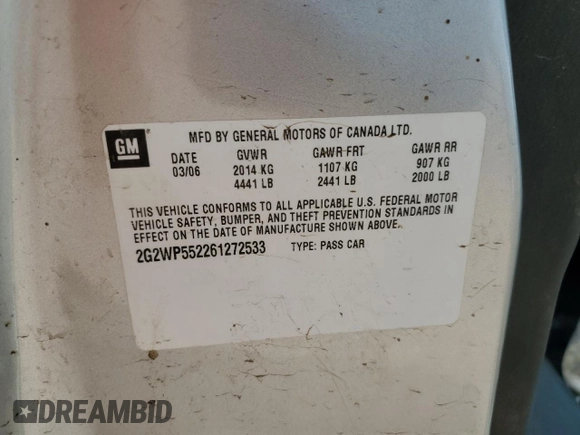 GM
MFD BY GENERAL MOTORS OF CANADA LTD.
DATE GVWR GAWR FRT GAWR RR
03/06 2014 KG 1107 KG 907 KG
4441 LB 2441 LB 2000 LB
THIS VEHICLE CONFORMS TO ALL APPLICABLE U.S. FEDERAL MOTOR
VEHICLE SAFETY, BUMPER, AND THEFT PREVENTION STANDARDS IN
EFFECT ON THE DATE OF MANUFACTURE SHOWN ABOVE.
2G2WP552261272533 TYPE: PASS CAR
DREAMBID